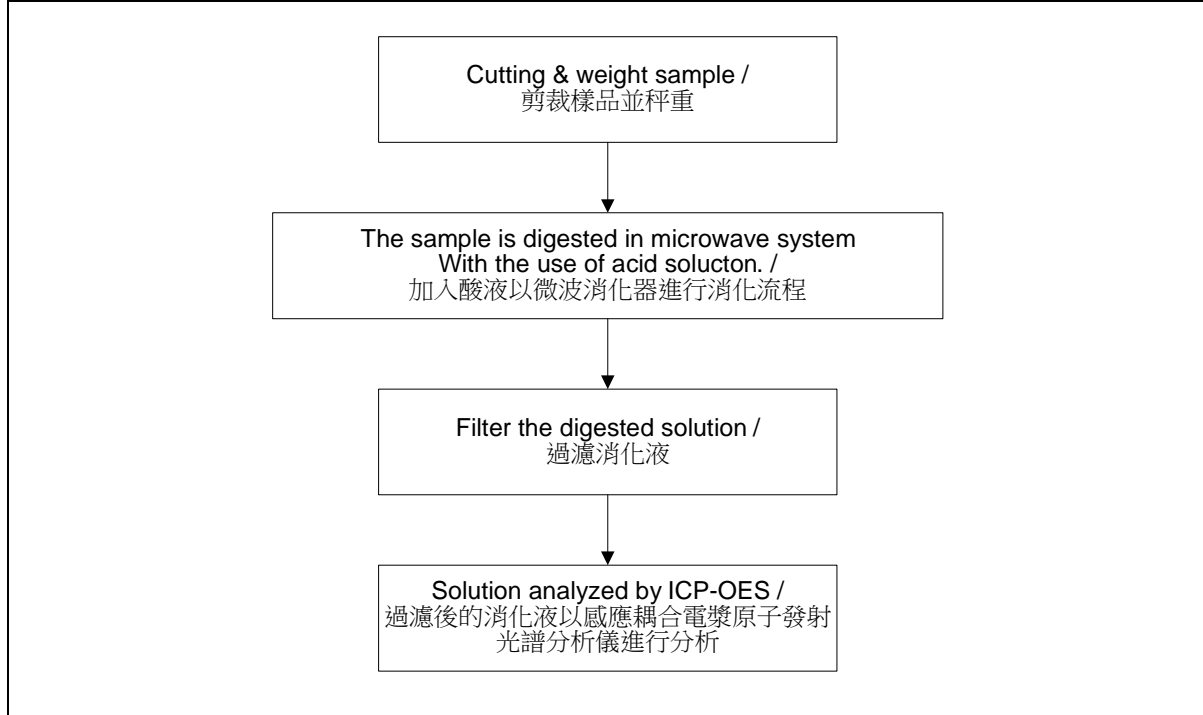 Cutting & weight sample /
剪裁樣品並秤重
The sample is digested in microwave system
With the use of acid solucton. /
加入酸液以微波消化器進行消化流程
Filter the digested solution /
過濾消化液
Solution analyzed by ICP-OES /
過濾後的消化液以感應耦合電漿原子發射
光譜分析儀進行分析